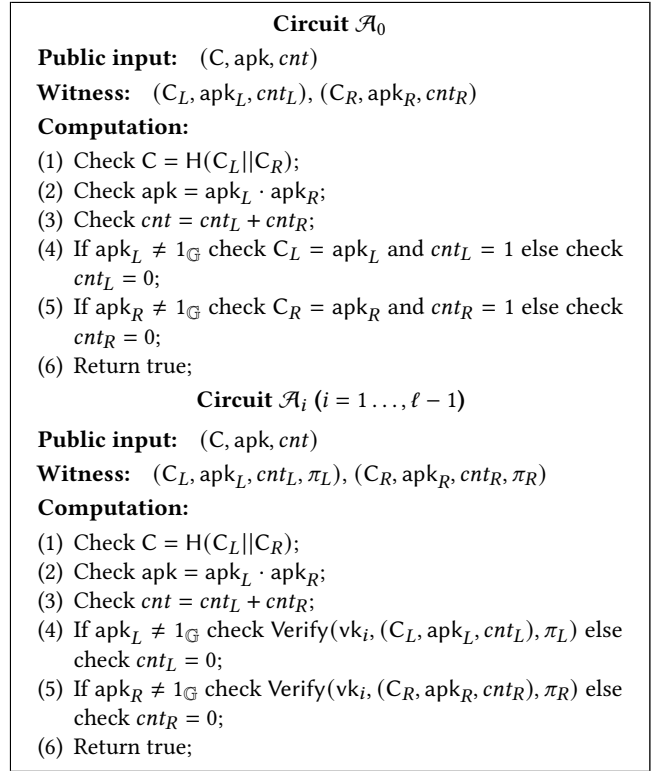 Circuit 𝒜₀
Public input: (C, apk, cnt)
Witness: (C_L, apk_L, cnt_L), (C_R, apk_R, cnt_R)
Computation:
(1) Check C = H(C_L||C_R);
(2) Check apk = apk_L · apk_R;
(3) Check cnt = cnt_L + cnt_R;
(4) If apk_L ≠ 1_𝔾 check C_L = apk_L and cnt_L = 1 else check
cnt_L = 0;
(5) If apk_R ≠ 1_𝔾 check C_R = apk_R and cnt_R = 1 else check
cnt_R = 0;
(6) Return true;
Circuit 𝒜_i (i = 1 . . . , ℓ − 1)
Public input: (C, apk, cnt)
Witness: (C_L, apk_L, cnt_L, π_L), (C_R, apk_R, cnt_R, π_R)
Computation:
(1) Check C = H(C_L||C_R);
(2) Check apk = apk_L · apk_R;
(3) Check cnt = cnt_L + cnt_R;
(4) If apk_L ≠ 1_𝔾 check Verify(vk_i, (C_L, apk_L, cnt_L), π_L) else
check cnt_L = 0;
(5) If apk_R ≠ 1_𝔾 check Verify(vk_i, (C_R, apk_R, cnt_R), π_R) else
check cnt_R = 0;
(6) Return true;